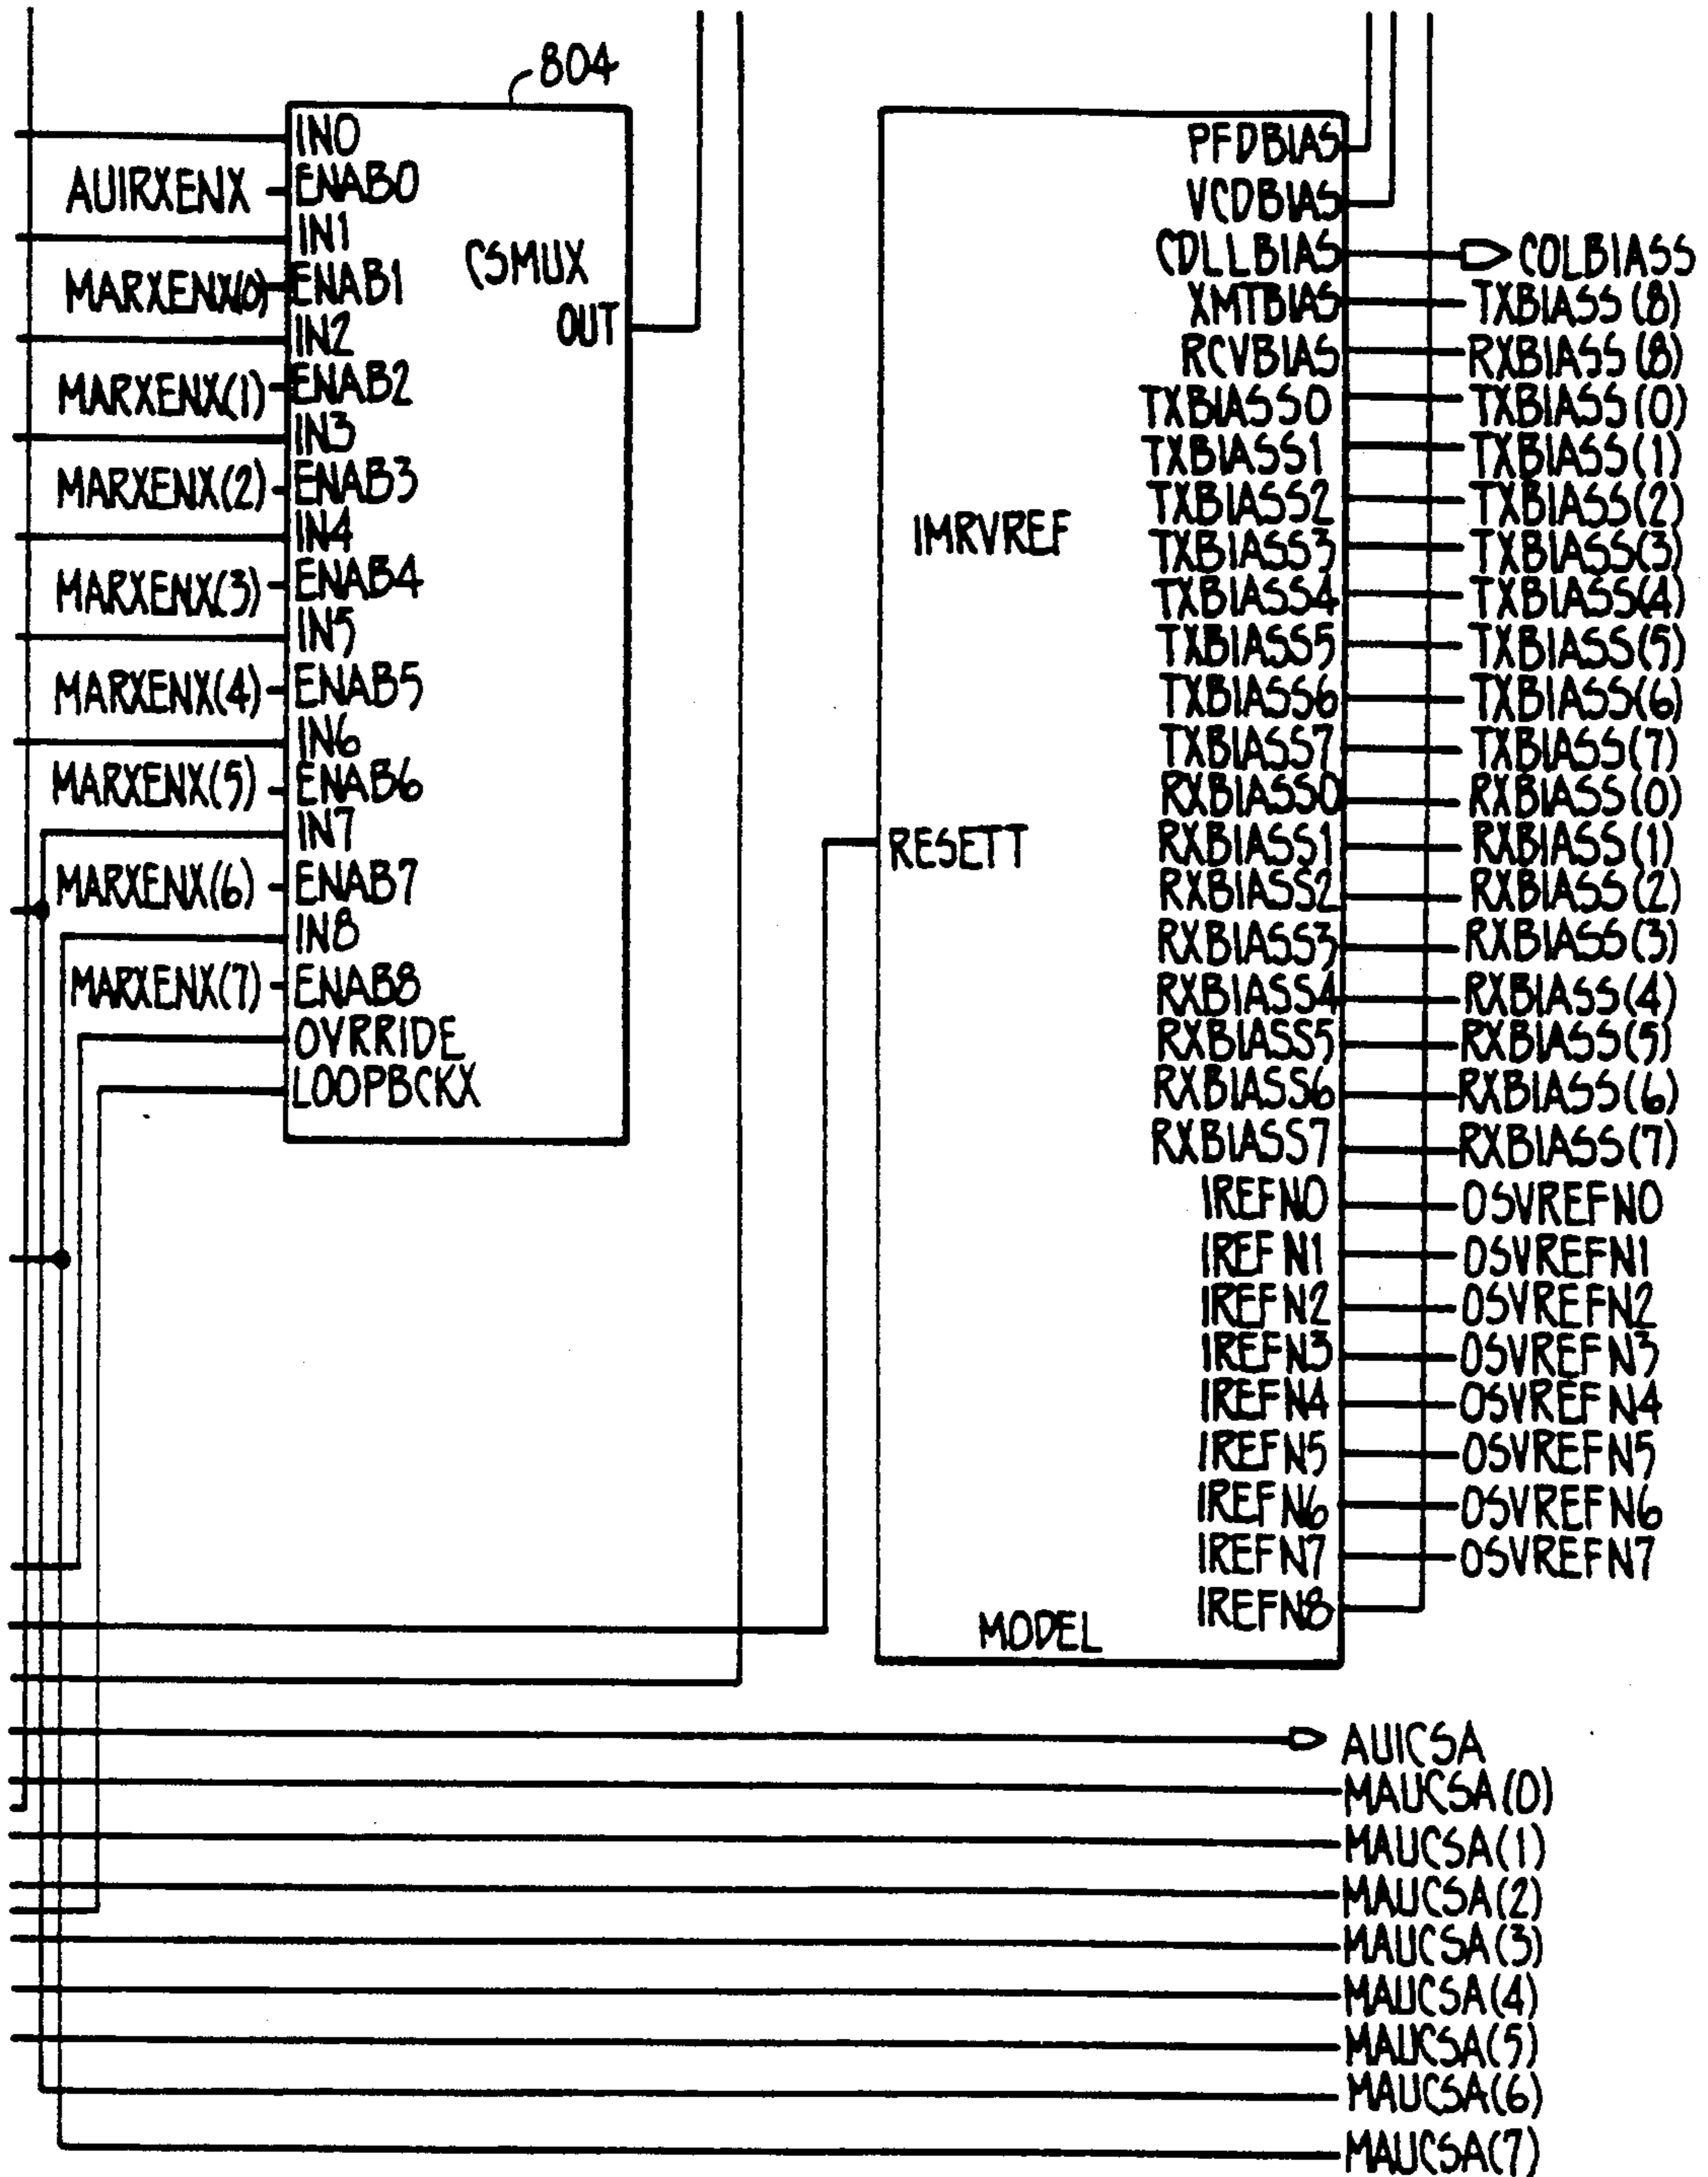 804
IN0
AUIRXENX
ENAB0
IN1
MARXENX(0)
ENAB1
IN2
MARXENX(1)
ENAB2
IN3
MARXENX(2)
ENAB3
IN4
MARXENX(3)
ENAB4
IN5
MARXENX(4)
ENAB5
IN6
MARXENX(5)
ENAB6
IN7
MARXENX(6)
ENAB7
IN8
MARXENX(7)
ENAB8
OVRRIDE
LOOPBCKX
CSMUX
OUT
IMRVREF
RESETT
MODEL
PFDBIAS
VCDBIAS
CDLLBIAS COLBIASS
XMTBIAS TXBIASS(8)
RCVBIAS RXBIASS(8)
TXBIASS0 TXBIASS(0)
TXBIASS1 TXBIASS(1)
TXBIASS2 TXBIASS(2)
TXBIASS3 TXBIASS(3)
TXBIASS4 TXBIASS(4)
TXBIASS5 TXBIASS(5)
TXBIASS6 TXBIASS(6)
TXBIASS7 TXBIASS(7)
RXBIASS0 RXBIASS(0)
RXBIASS1 RXBIASS(1)
RXBIASS2 RXBIASS(2)
RXBIASS3 RXBIASS(3)
RXBIASS4 RXBIASS(4)
RXBIASS5 RXBIASS(5)
RXBIASS6 RXBIASS(6)
RXBIASS7 RXBIASS(7)
IREFN0 OSVREFN0
IREFN1 OSVREFN1
IREFN2 OSVREFN2
IREFN3 OSVREFN3
IREFN4 OSVREFN4
IREFN5 OSVREFN5
IREFN6 OSVREFN6
IREFN7 OSVREFN7
IREFN8
AUICSA
MAUCSA(0)
MAUCSA(1)
MAUCSA(2)
MAUCSA(3)
MAUCSA(4)
MAUCSA(5)
MAUCSA(6)
MAUCSA(7)